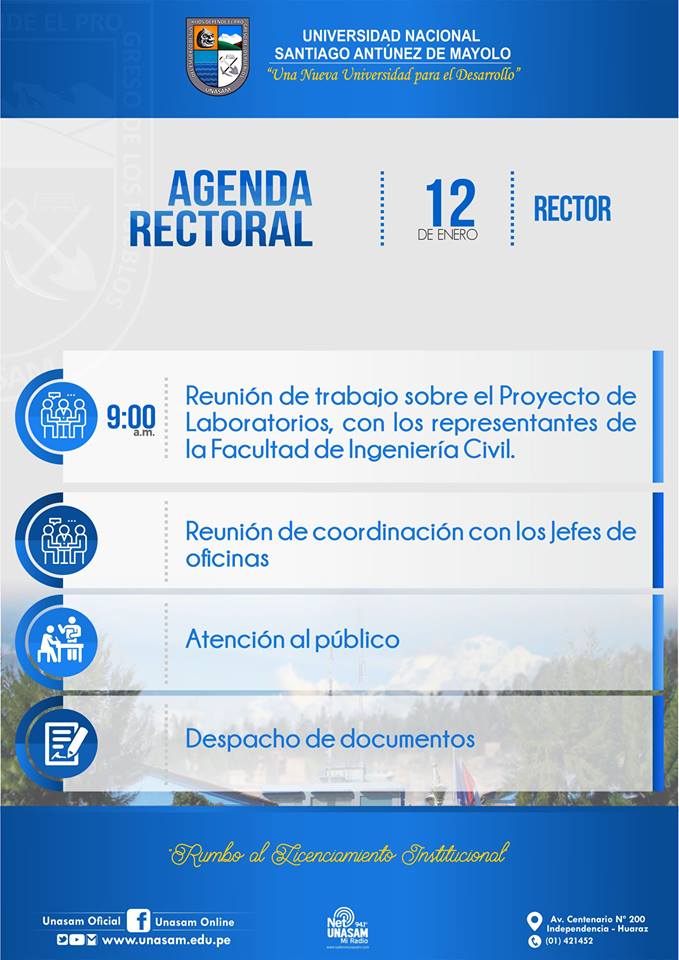 UNIVERSIDAD NACIONAL
SANTIAGO ANTÚNEZ DE MAYOLO
"Una Nueva Universidad para el Desarrollo"
UNASAM
AGENDA
RECTORAL
12
DE ENERO
RECTOR
9:00
a.m.
Reunión de trabajo sobre el Proyecto de
Laboratorios, con los representantes de
la Facultad de Ingeniería Civil.
Reunión de coordinación con los Jefes de
oficinas
Atención al público
Despacho de documentos
"Rumbo al Licenciamiento Institucional
Unasam Oficial
Unasam Online
www.unasam.edu.pe
Net 94.1
UNASAM
Mi Radio
Av. Centenario N° 200
Independencia - Huaraz
(01) 421452